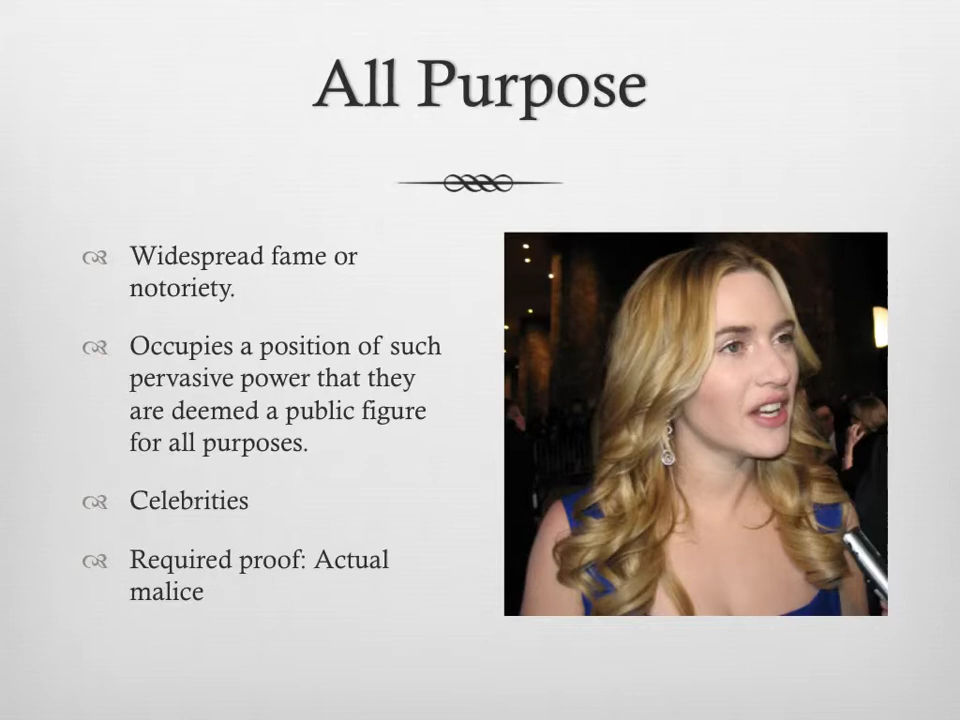 All Purpose
Widespread fame or
notoriety.
Occupies a position of such
pervasive power that they
are deemed a public figure
for all purposes.
Celebrities
Required proof: Actual
malice